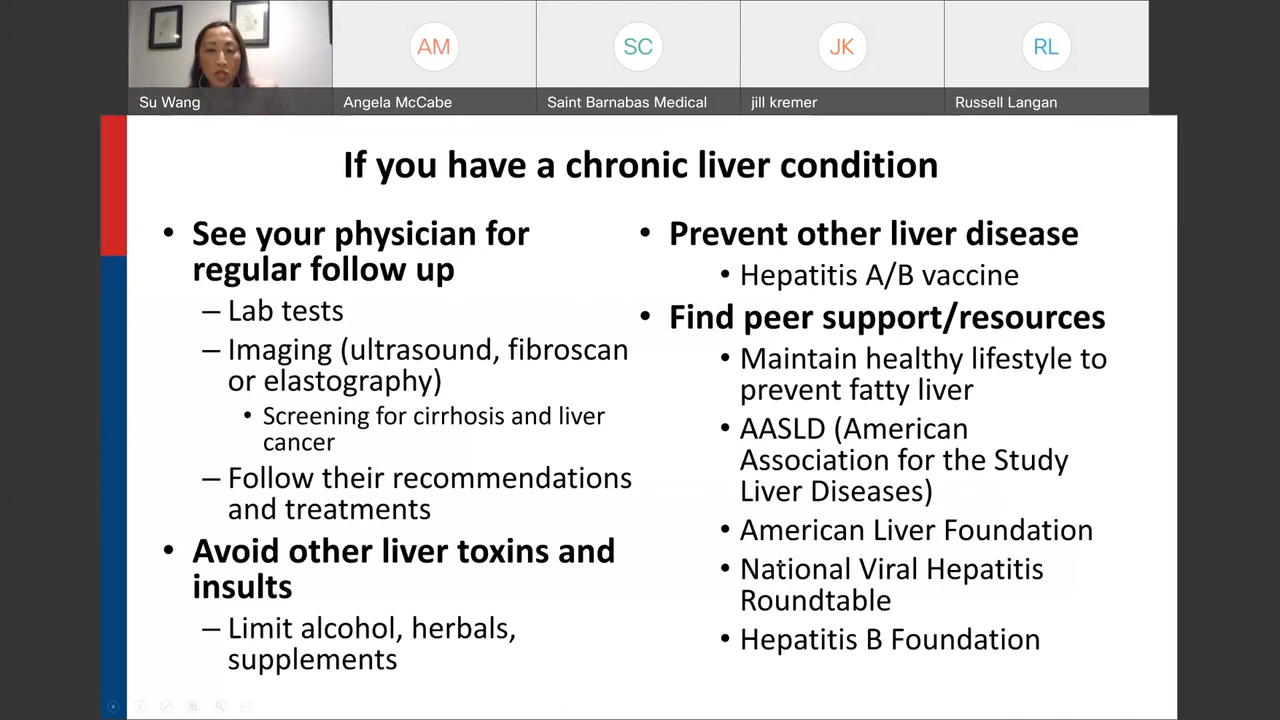 AM
SC
JK
RL
Su Wang
Angela McCabe
Saint Barnabas Medical
jill kremer
Russell Langan
If you have a chronic liver condition
• See your physician for
regular follow up
– Lab tests
– Imaging (ultrasound, fibroscan
or elastography)
• Screening for cirrhosis and liver
cancer
– Follow their recommendations
and treatments
• Avoid other liver toxins and
insults
– Limit alcohol, herbals,
supplements
• Prevent other liver disease
• Hepatitis A/B vaccine
• Find peer support/resources
• Maintain healthy lifestyle to
prevent fatty liver
• AASLD (American
Association for the Study
Liver Diseases)
• American Liver Foundation
• National Viral Hepatitis
Roundtable
• Hepatitis B Foundation